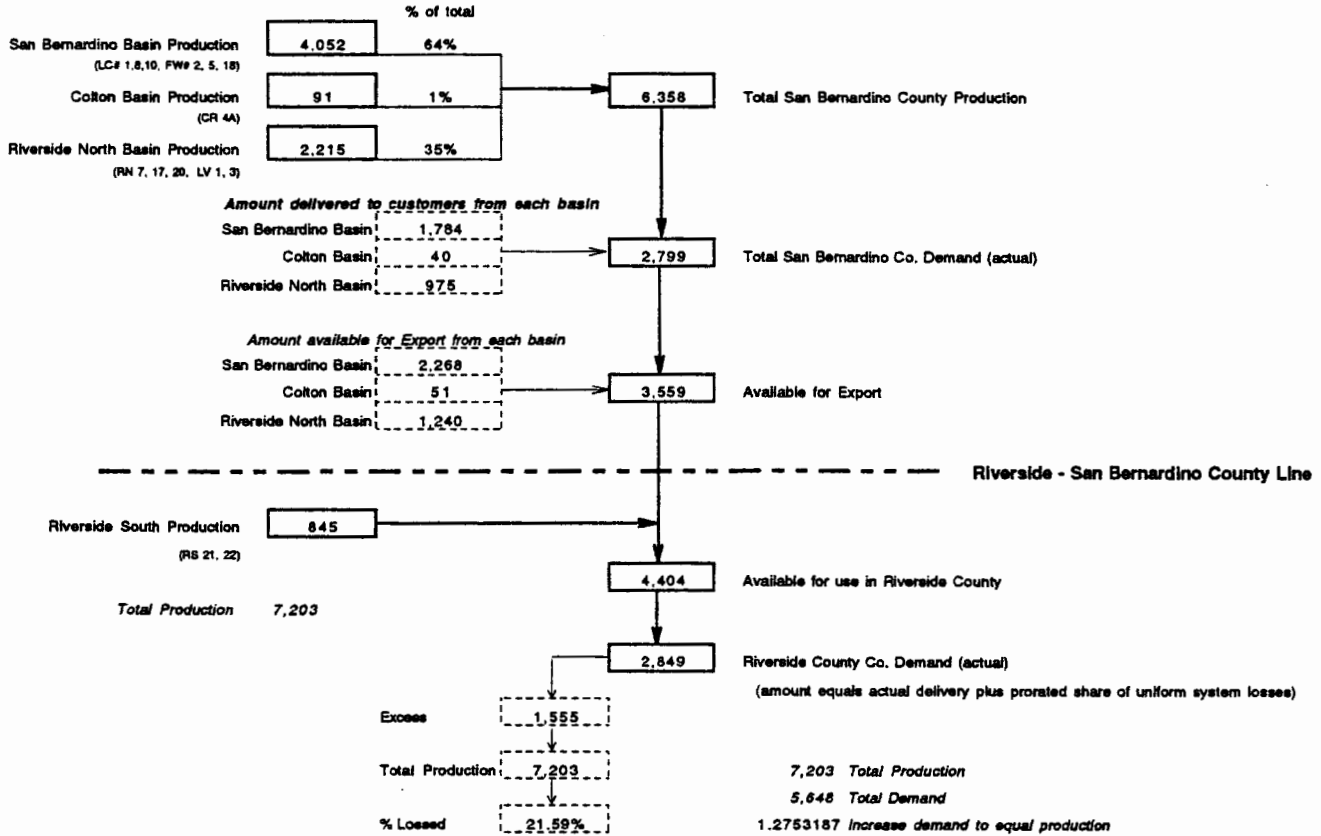 % of total
San Bernardino Basin Production 4,052 64%
(LC# 1,8,10, FW# 2, 5, 18)
Colton Basin Production 91 1% 6,358 Total San Bernardino County Production
(CR 4A)
Riverside North Basin Production 2,215 35%
(RN 7, 17, 20, LV 1, 3)
Amount delivered to customers from each basin
San Bernardino Basin 1,784
Colton Basin 40 2,799 Total San Bernardino Co. Demand (actual)
Riverside North Basin 975
Amount available for Export from each basin
San Bernardino Basin 2,268
Colton Basin 51 3,559 Available for Export
Riverside North Basin 1,240
Riverside - San Bernardino County Line
Riverside South Production 845
(RS 21, 22)
4,404 Available for use in Riverside County
Total Production 7,203
2,849 Riverside County Co. Demand (actual)
(amount equals actual delivery plus prorated share of uniform system losses)
Excess 1,555
Total Production 7,203 7,203 Total Production
5,648 Total Demand
% Lossed 21.59% 1.2753187 Increase demand to equal production